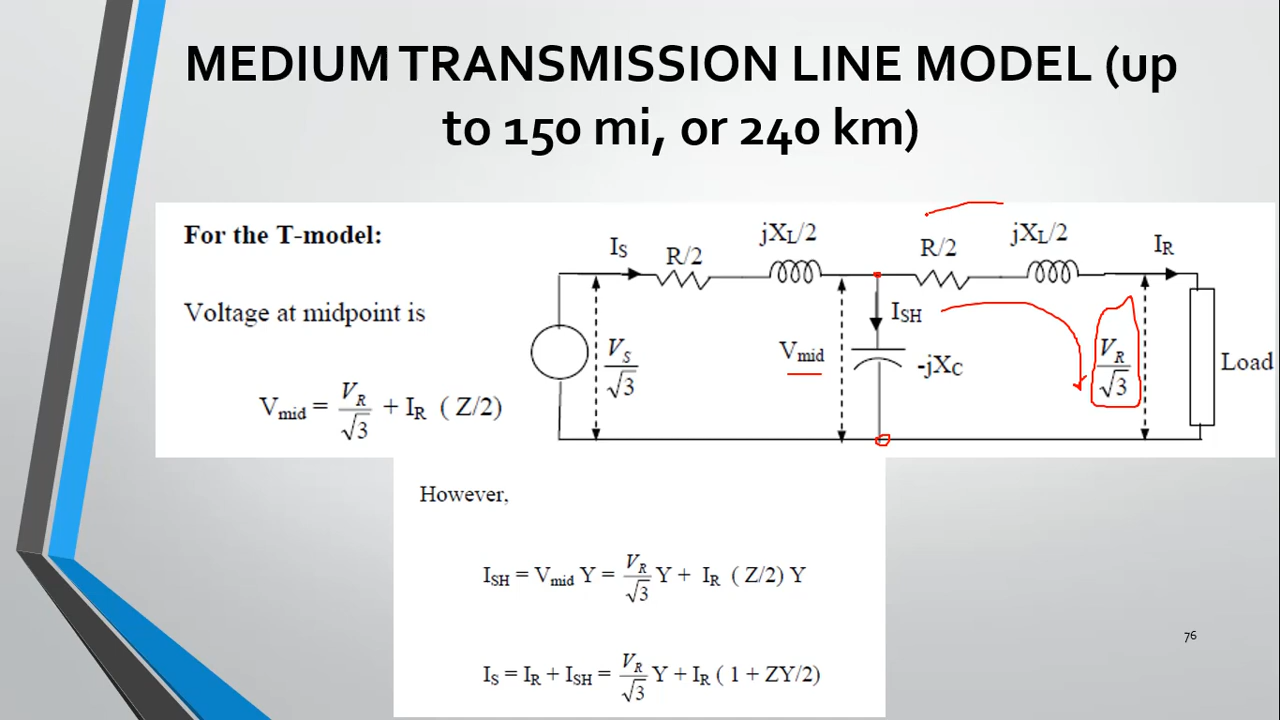 MEDIUM TRANSMISSION LINE MODEL (up
to 150 mi, or 240 km)
For the T-model:
Voltage at midpoint is
V_mid = V_R/√3 + I_R ( Z/2)
I_S
R/2
jX_L/2
R/2
jX_L/2
I_R
I_SH
V_S/√3
V_mid
-jX_C
V_R/√3
Load
However,
I_SH = V_mid Y = V_R/√3 Y + I_R ( Z/2) Y
I_S = I_R + I_SH = V_R/√3 Y + I_R ( 1 + ZY/2)
76